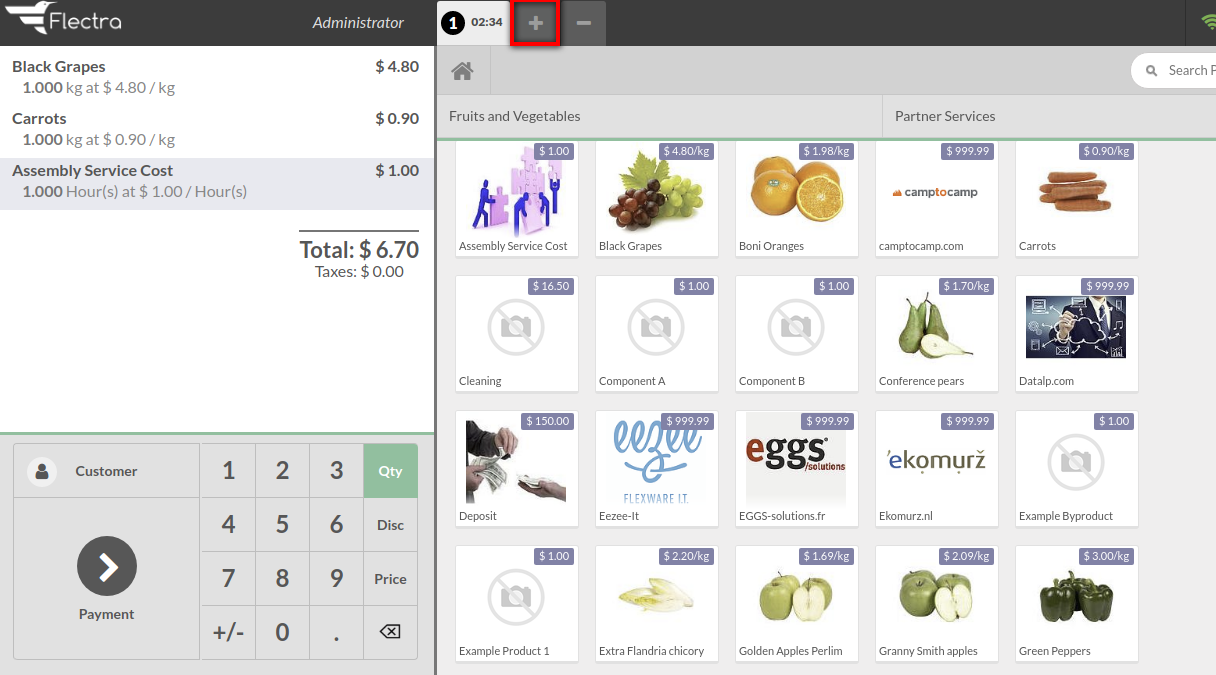 Flectra
Administrator
1 02:34 + −
Search P
Black Grapes $ 4.80
1.000 kg at $ 4.80 / kg
Carrots $ 0.90
1.000 kg at $ 0.90 / kg
Assembly Service Cost $ 1.00
1.000 Hour(s) at $ 1.00 / Hour(s)
Total: $ 6.70
Taxes: $ 0.00
Customer
Payment
1 2 3 Qty
4 5 6 Disc
7 8 9 Price
+/- 0 .
Fruits and Vegetables
Partner Services
$ 1.00
Assembly Service Cost
$ 4.80/kg
Black Grapes
$ 1.98/kg
Boni Oranges
$ 999.99
camptocamp
camptocamp.com
$ 0.90/kg
Carrots
$ 16.50
Cleaning
$ 1.00
Component A
$ 1.00
Component B
$ 1.70/kg
Conference pears
$ 999.99
Datalp.com
$ 150.00
Deposit
$ 999.99
eezee
FLEXWARE I.T.
Eezee-It
$ 999.99
eggs
/solutions
EGGS-solutions.fr
$ 999.99
'ekomurž
Ekomurz.nl
$ 1.00
Example Byproduct
$ 1.00
Example Product 1
$ 2.20/kg
Extra Flandria chicory
$ 1.69/kg
Golden Apples Perlim
$ 2.09/kg
Granny Smith apples
$ 3.00/kg
Green Peppers